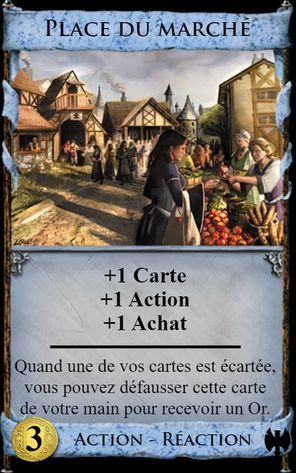 PLACE DU MARCHÉ
+1 Carte
+1 Action
+1 Achat
Quand une de vos cartes est écartée,
vous pouvez défausser cette carte
de votre main pour recevoir un Or.
3 ACTION - RÉACTION